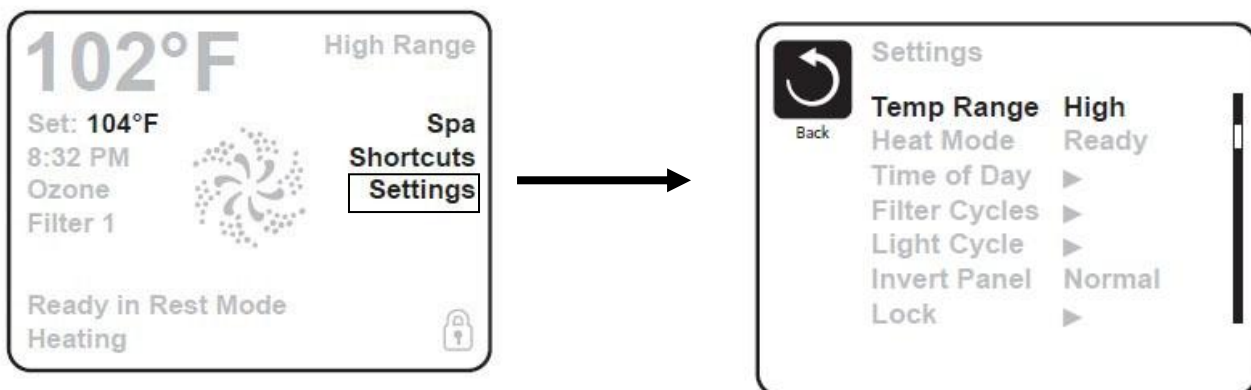 102°F
High Range
Set: 104°F
Spa
8:32 PM
Shortcuts
Ozone
Settings
Filter 1
Ready in Rest Mode
Heating
Settings
Back
Temp Range High
Heat Mode Ready
Time of Day ▶
Filter Cycles ▶
Light Cycle ▶
Invert Panel Normal
Lock ▶